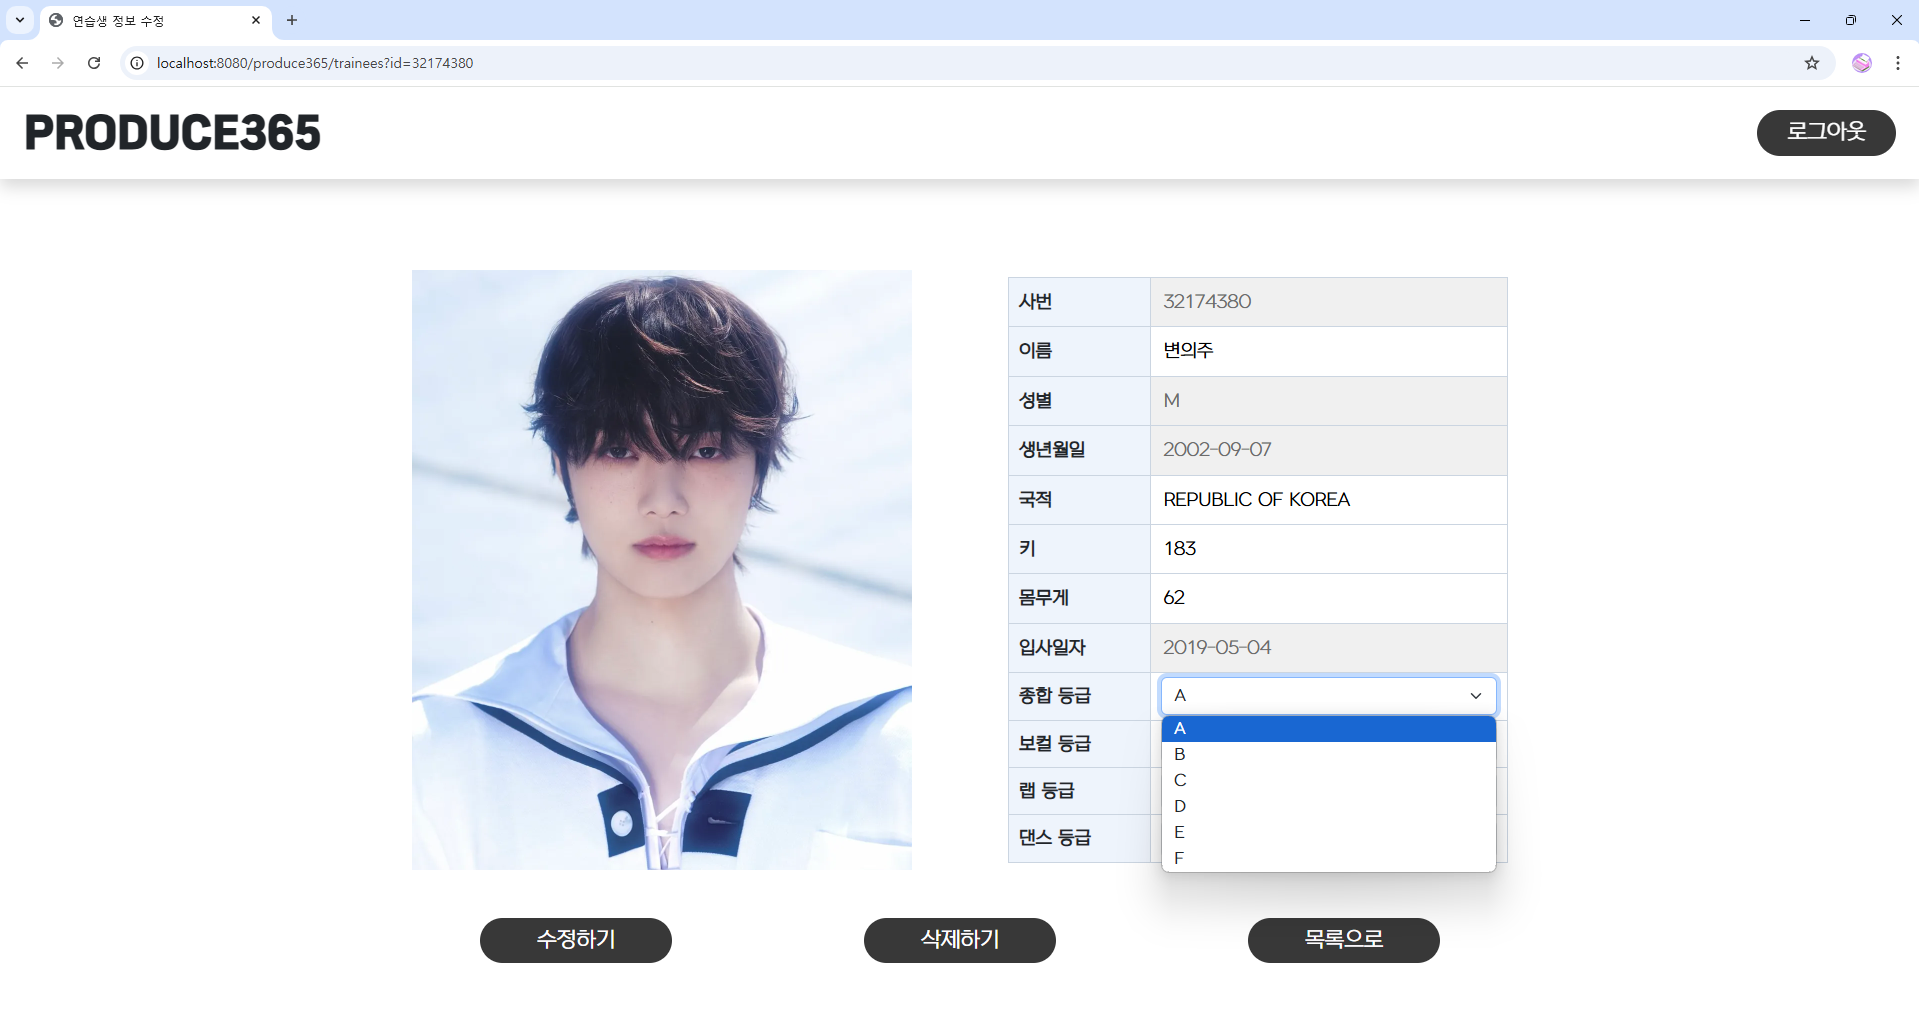 연습생 정보 수정
localhost:8080/produce365/trainees?id=32174380
PRODUCE365
로그아웃
사번 32174380
이름 변의주
성별 M
생년월일 2002-09-07
국적 REPUBLIC OF KOREA
키 183
몸무게 62
입사일자 2019-05-04
종합 등급 A
보컬 등급
랩 등급
댄스 등급
A
B
C
D
E
F
수정하기 삭제하기 목록으로